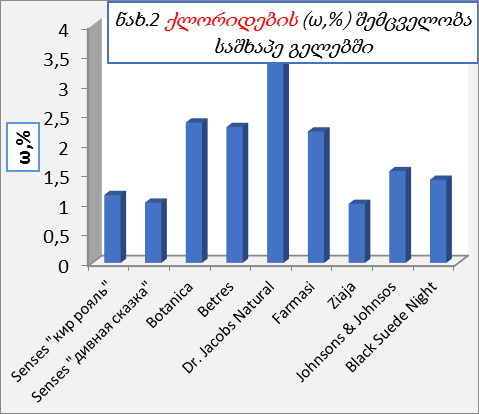 ნახ.2 ქლორიდების (ω,%) შემცველობა
საშხაპე გელებში
ω,%
4
3,5
3
2,5
2
1,5
1
0,5
0
Senses "кир рояль"
Senses "дивная сказка"
Botanica
Betres
Dr. Jacobs Natural
Farmasi
Ziaja
Johnsons & Johnsos
Black Suede Night